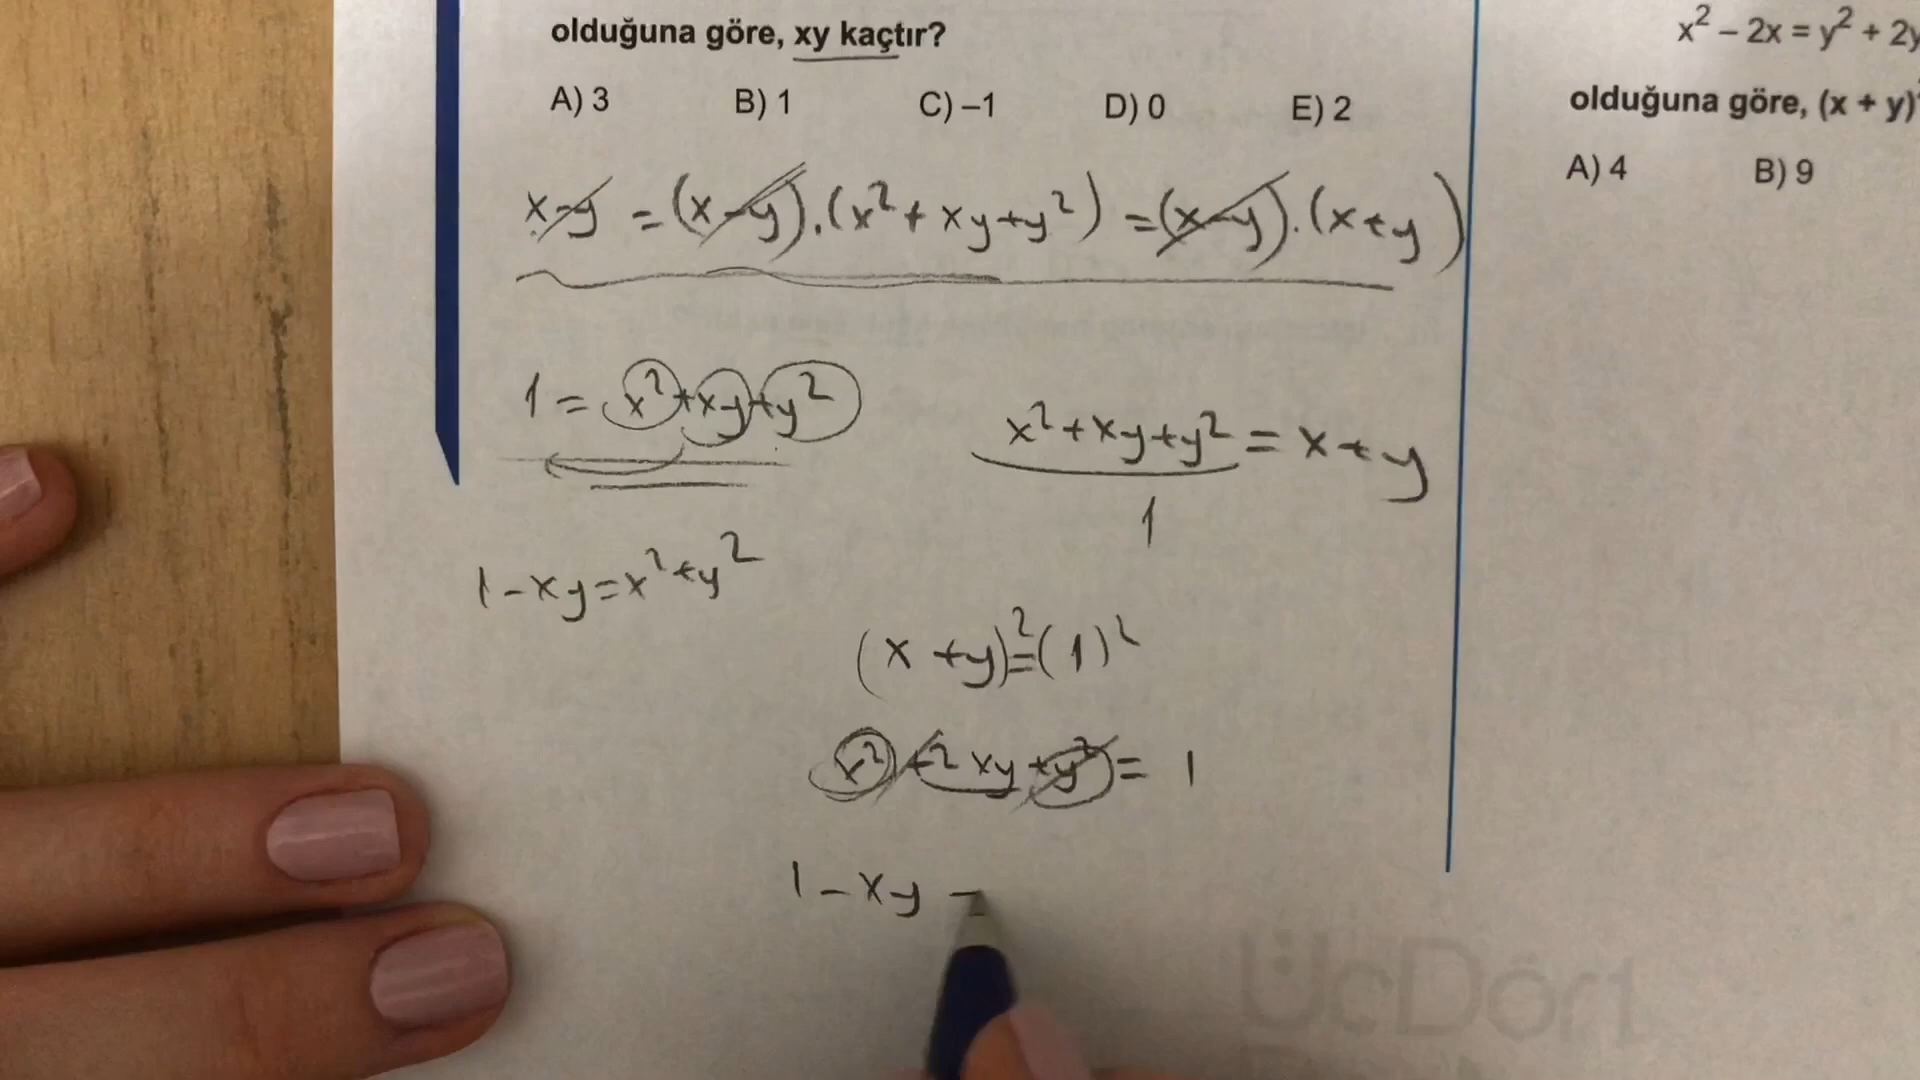 olduğuna göre, xy kaçtır?
A) 3 B) 1 C) –1 D) 0 E) 2
x-y = (x-y).(x²+xy+y²) = (x-y).(x+y)
1 = x²+xy+y²
x²+xy+y² = x+y
1
1-xy=x²+y²
(x+y)²=(1)²
x²+2xy+y² = 1
1-xy
x² – 2x = y² + 2y
olduğuna göre, (x + y)
A) 4 B) 9
ÜçDört